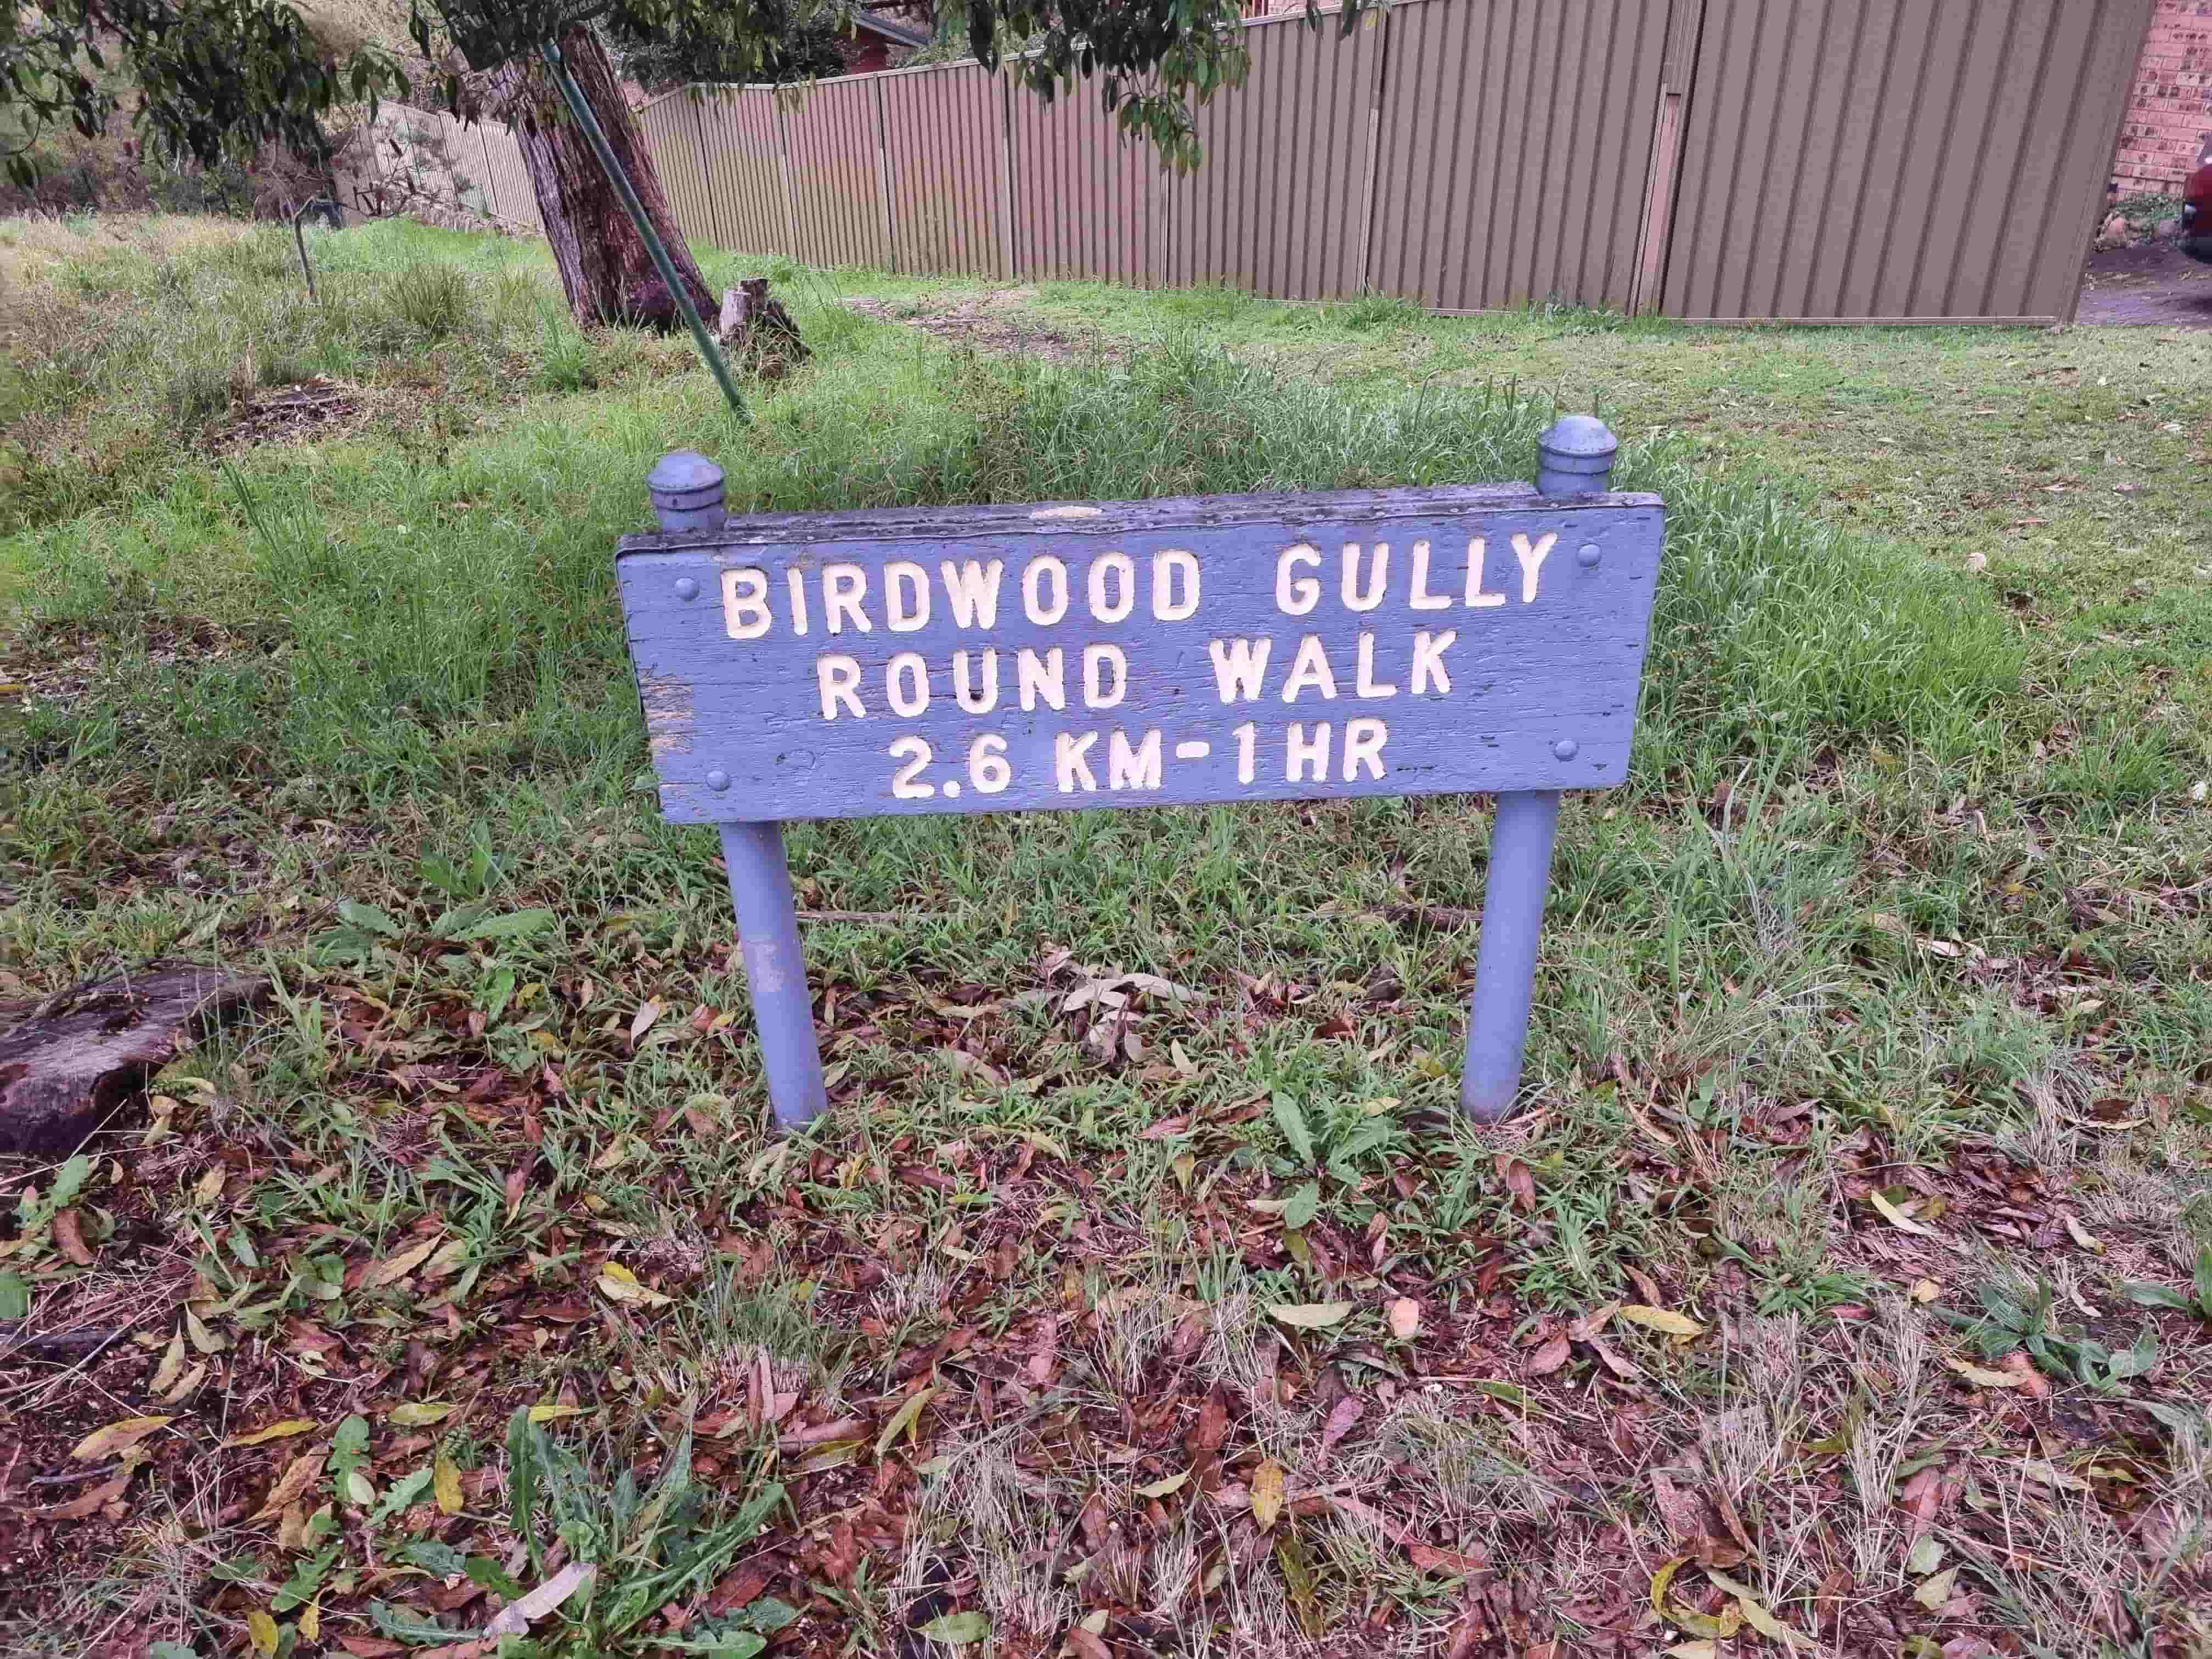 BIRDWOOD GULLY
ROUND WALK
2.6 KM-1HR